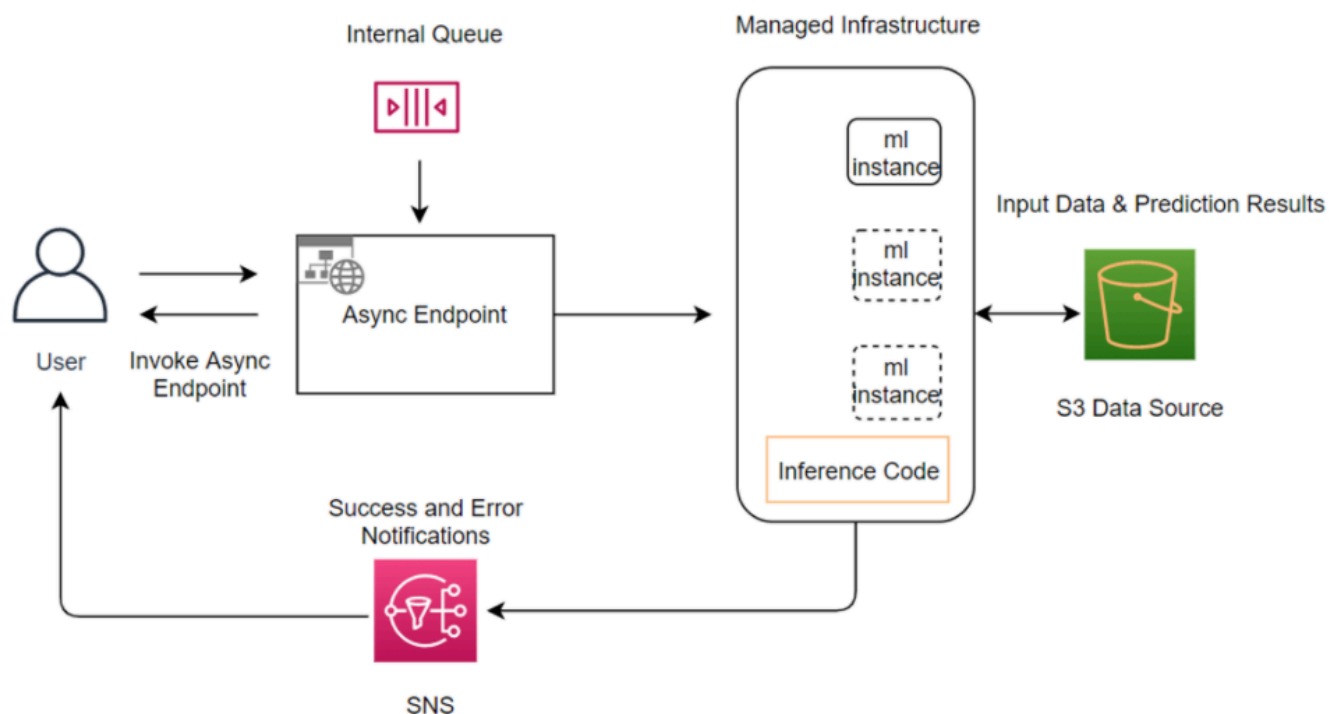 Internal Queue
Managed Infrastructure
ml
instance
Input Data & Prediction Results
ml
instance
Async Endpoint
User
Invoke Async
Endpoint
ml
instance
S3 Data Source
Inference Code
Success and Error
Notifications
SNS